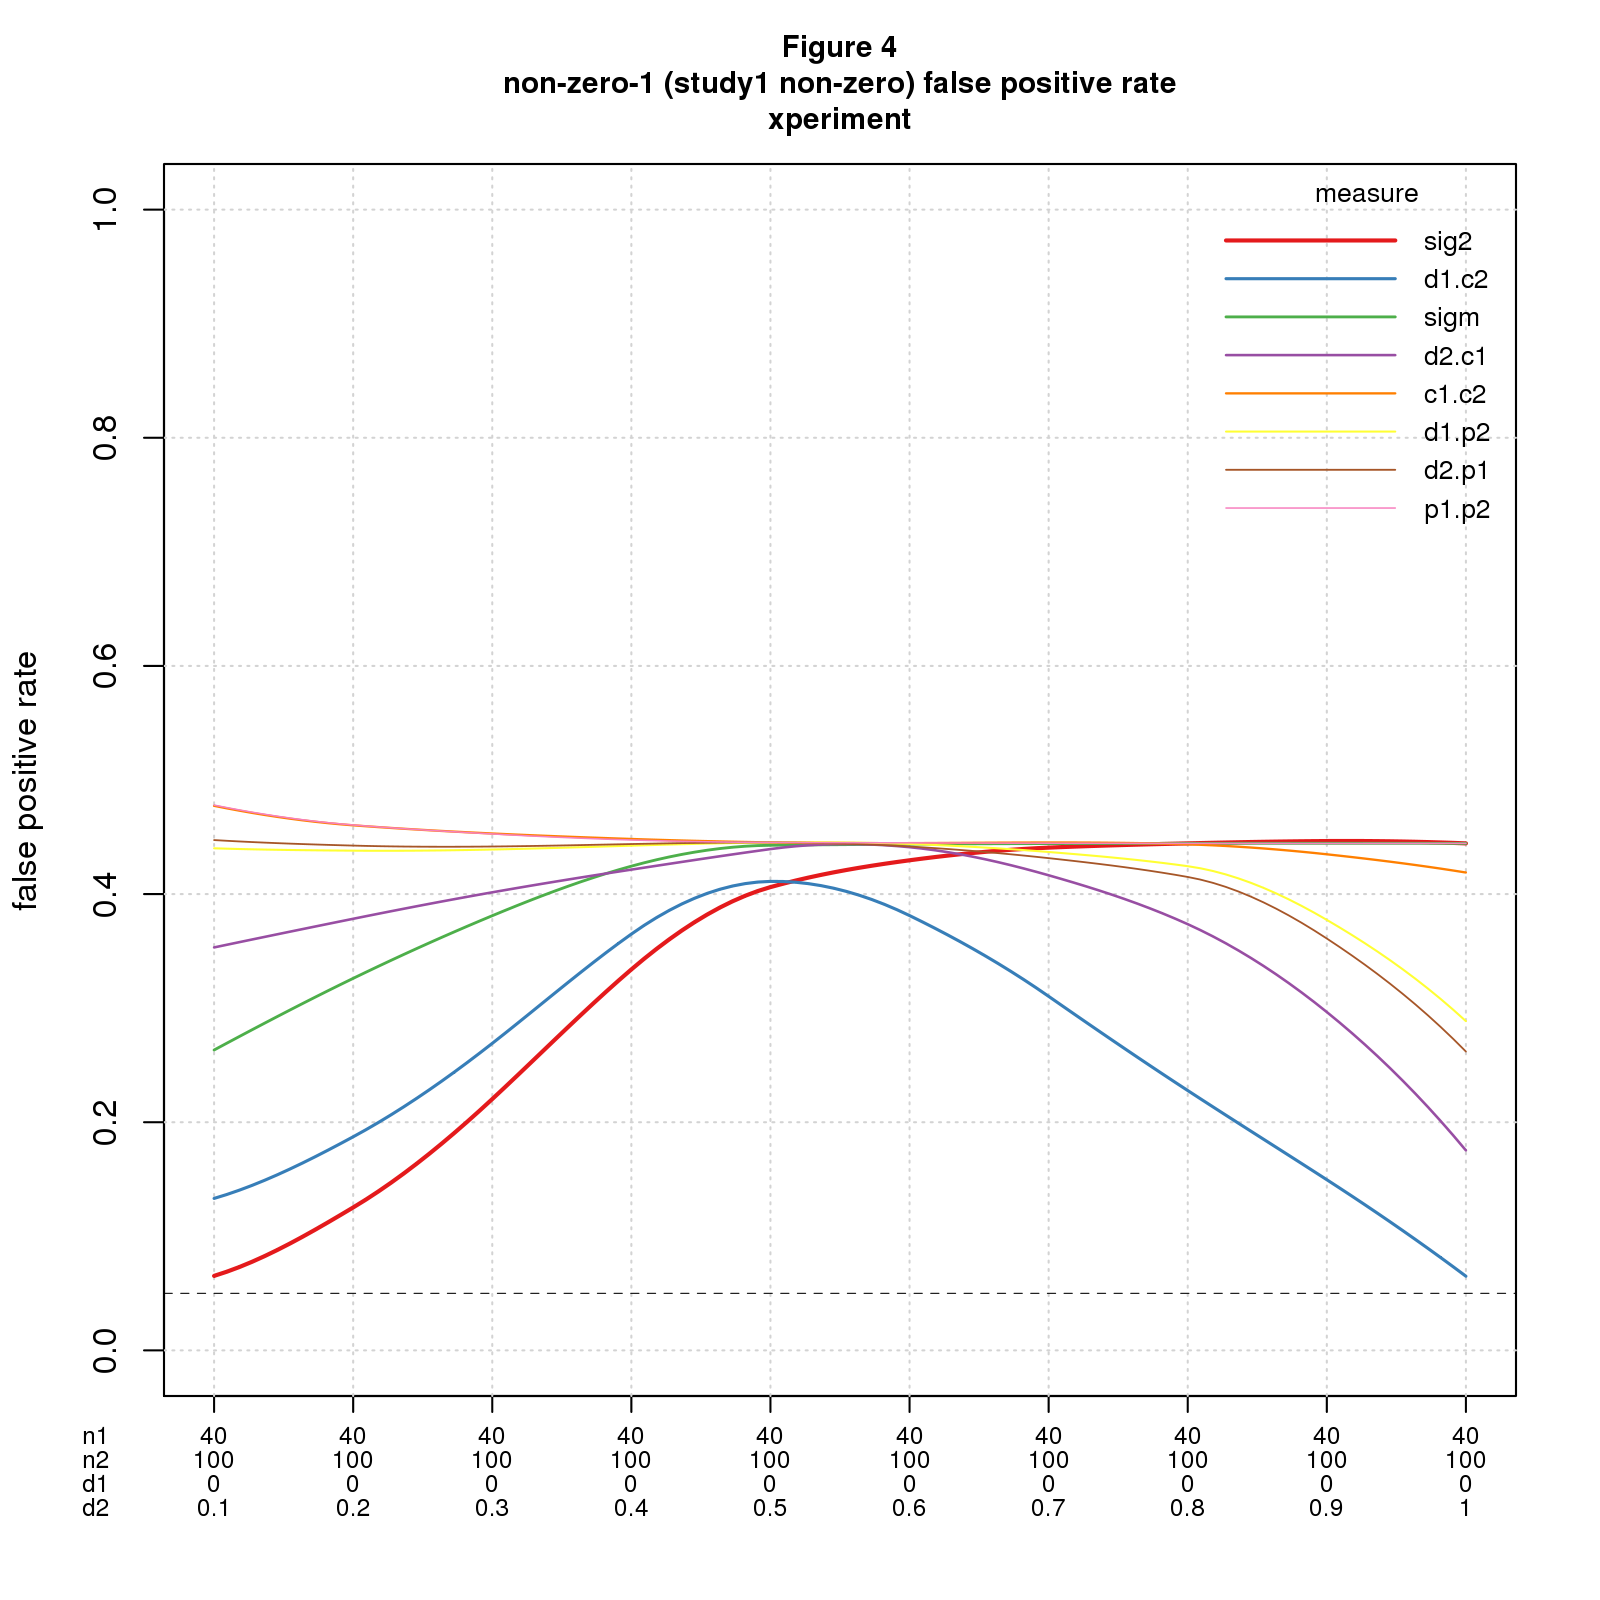 Figure 4
non-zero-1 (study1 non-zero) false positive rate
xperiment
measure
sig2
d1.c2
sigm
d2.c1
c1.c2
d1.p2
d2.p1
p1.p2
false positive rate
1.0
0.8
0.6
0.4
0.2
0.0
n1 40 40 40 40 40 40 40 40 40 40
n2 100 100 100 100 100 100 100 100 100 100
d1 0 0 0 0 0 0 0 0 0 0
d2 0.1 0.2 0.3 0.4 0.5 0.6 0.7 0.8 0.9 1